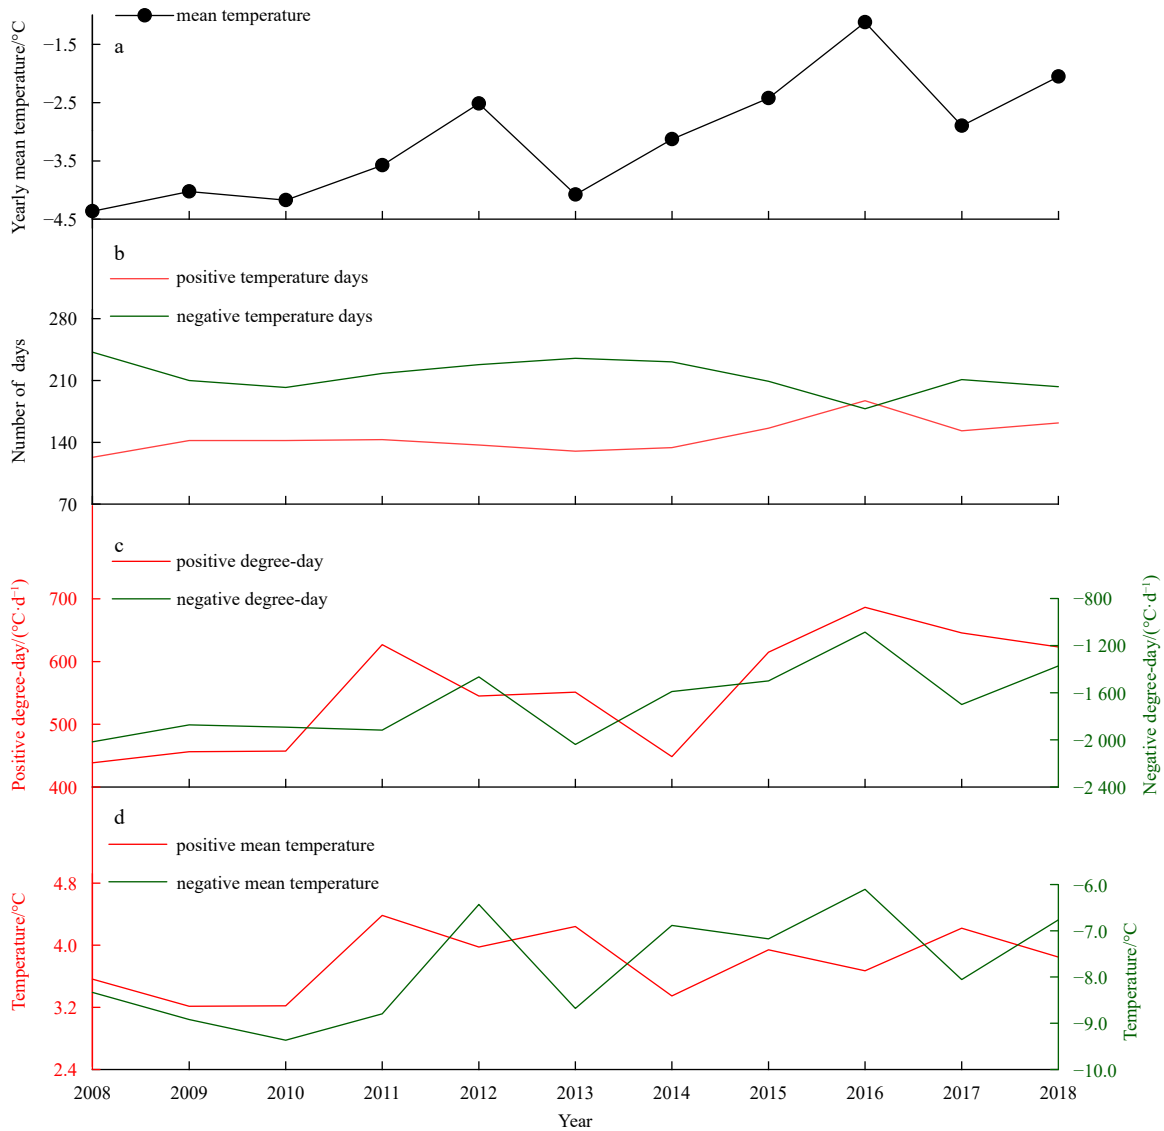 mean temperature
a
Yearly mean temperature/°C
−1.5
−2.5
−3.5
−4.5
b
positive temperature days
negative temperature days
Number of days
280
210
140
70
c
positive degree-day
negative degree-day
Positive degree-day/(°C·d⁻¹)
700
600
500
400
Negative degree-day/(°C·d⁻¹)
−800
−1 200
−1 600
−2 000
−2 400
d
positive mean temperature
negative mean temperature
Temperature/°C
4.8
4.0
3.2
2.4
Temperature/°C
−6.0
−7.0
−8.0
−9.0
−10.0
2008 2009 2010 2011 2012 2013 2014 2015 2016 2017 2018
Year